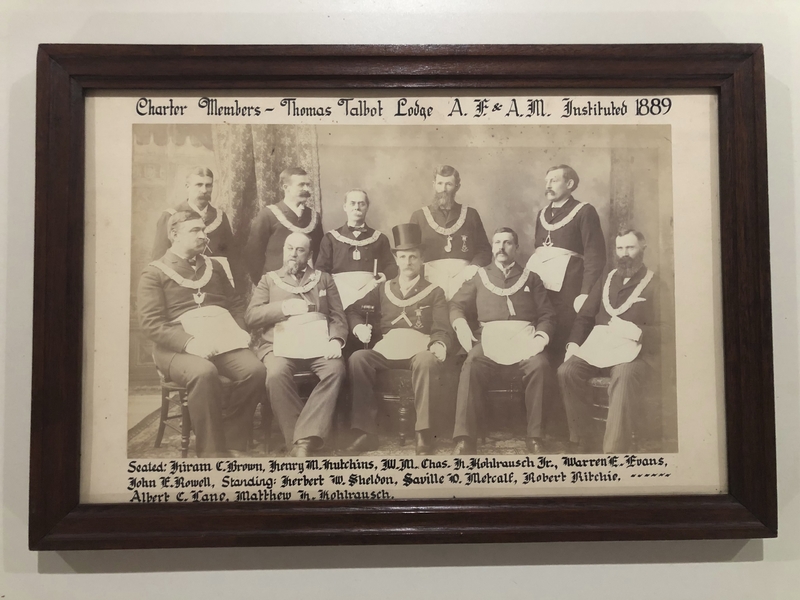 Charter Members - Thomas Talbot Lodge A. F. & A. M. Instituted 1889
Seated: Hiram C. Brown, Henry M. Hutchins, W. M. Chas. H. Kohlrausch Jr., Warren E. Evans,
John E. Rowell, Standing: Herbert W. Sheldon, Saville D. Metcalf, Robert Ritchie.
Albert C. Lane, Matthew H. Kohlrausch.